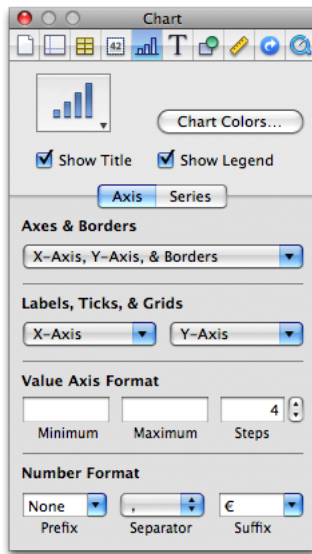 Chart
42
T
Chart Colors...
Show Title Show Legend
Axis Series
Axes & Borders
X-Axis, Y-Axis, & Borders
Labels, Ticks, & Grids
X-Axis Y-Axis
Value Axis Format
4
Minimum Maximum Steps
Number Format
None , €
Prefix Separator Suffix